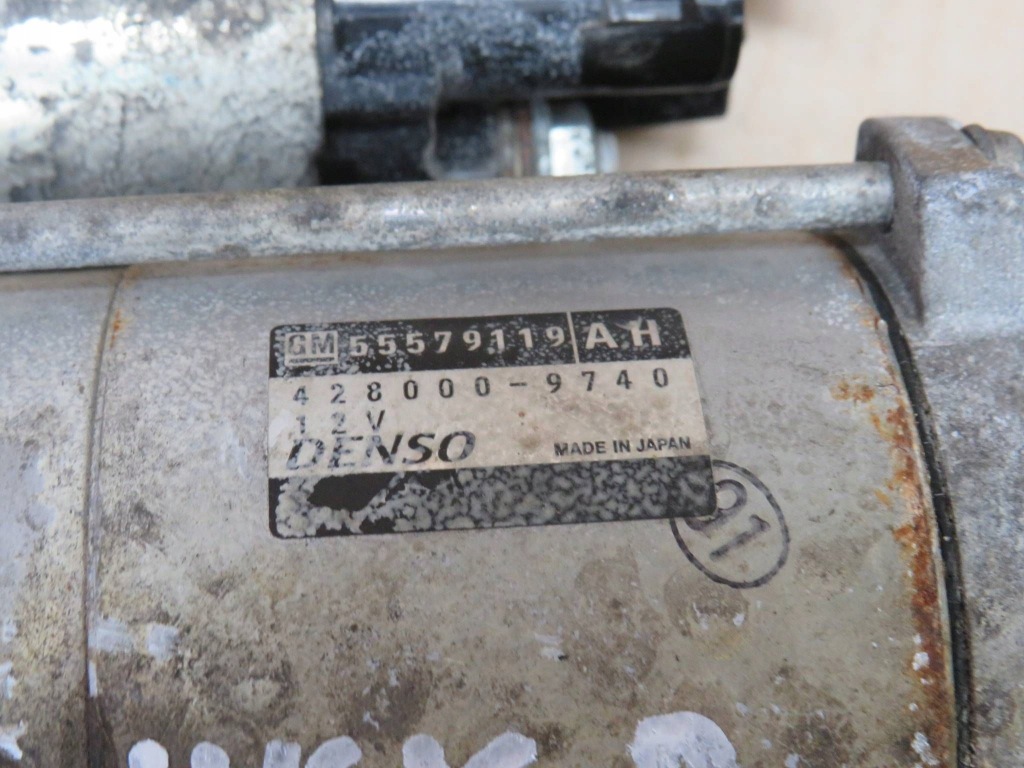 GM 55579119 AH
428000-9740
12V
DENSO MADE IN JAPAN